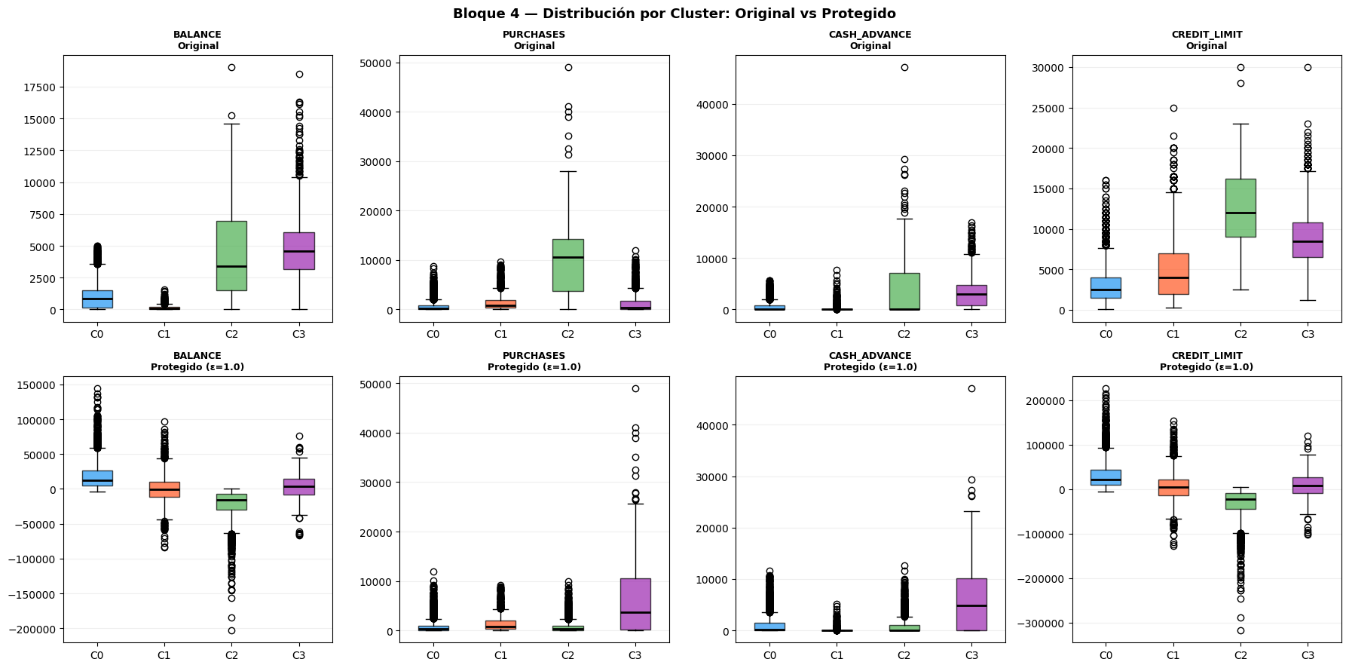 Bloque 4 — Distribución por Cluster: Original vs Protegido
BALANCE
Original
17500
15000
12500
10000
7500
5000
2500
0
C0 C1 C2 C3
PURCHASES
Original
50000
40000
30000
20000
10000
0
C0 C1 C2 C3
CASH_ADVANCE
Original
40000
30000
20000
10000
0
C0 C1 C2 C3
CREDIT_LIMIT
Original
30000
25000
20000
15000
10000
5000
0
C0 C1 C2 C3
BALANCE
Protegido (ε=1.0)
150000
100000
50000
0
−50000
−100000
−150000
−200000
C0 C1 C2 C3
PURCHASES
Protegido (ε=1.0)
50000
40000
30000
20000
10000
0
C0 C1 C2 C3
CASH_ADVANCE
Protegido (ε=1.0)
40000
30000
20000
10000
0
C0 C1 C2 C3
CREDIT_LIMIT
Protegido (ε=1.0)
200000
100000
0
−100000
−200000
−300000
C0 C1 C2 C3